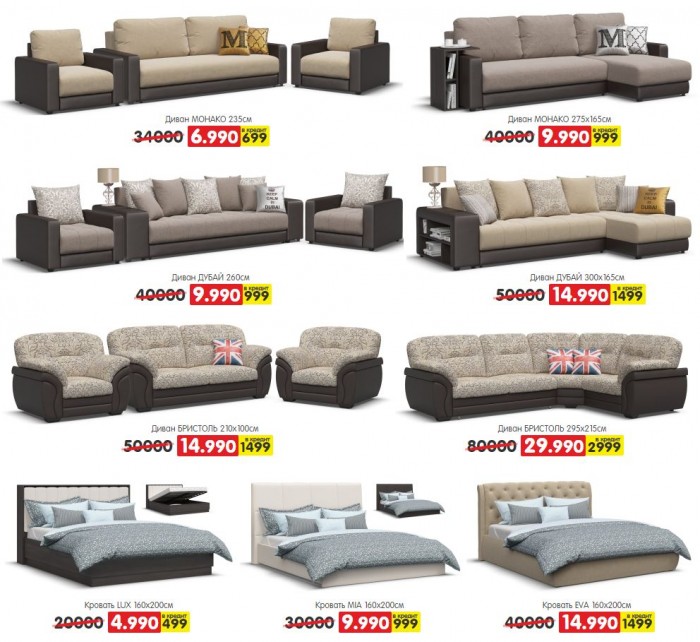 Диван МОНАКО 235см
34000 6.990 в кредит 699
Диван МОНАКО 275х165см
40000 9.990 в кредит 999
Диван ДУБАЙ 260см
40000 9.990 в кредит 999
Диван ДУБАЙ 300х165см
50000 14.990 в кредит 1499
Диван БРИСТОЛЬ 210х100см
50000 14.990 в кредит 1499
Диван БРИСТОЛЬ 295х215см
80000 29.990 в кредит 2999
Кровать LUX 160х200см
20000 4.990 в кредит 499
Кровать MIA 160х200см
30000 9.990 в кредит 999
Кровать EVA 160х200см
40000 14.990 в кредит 1499
M
M
KEEP CALM DUBAI